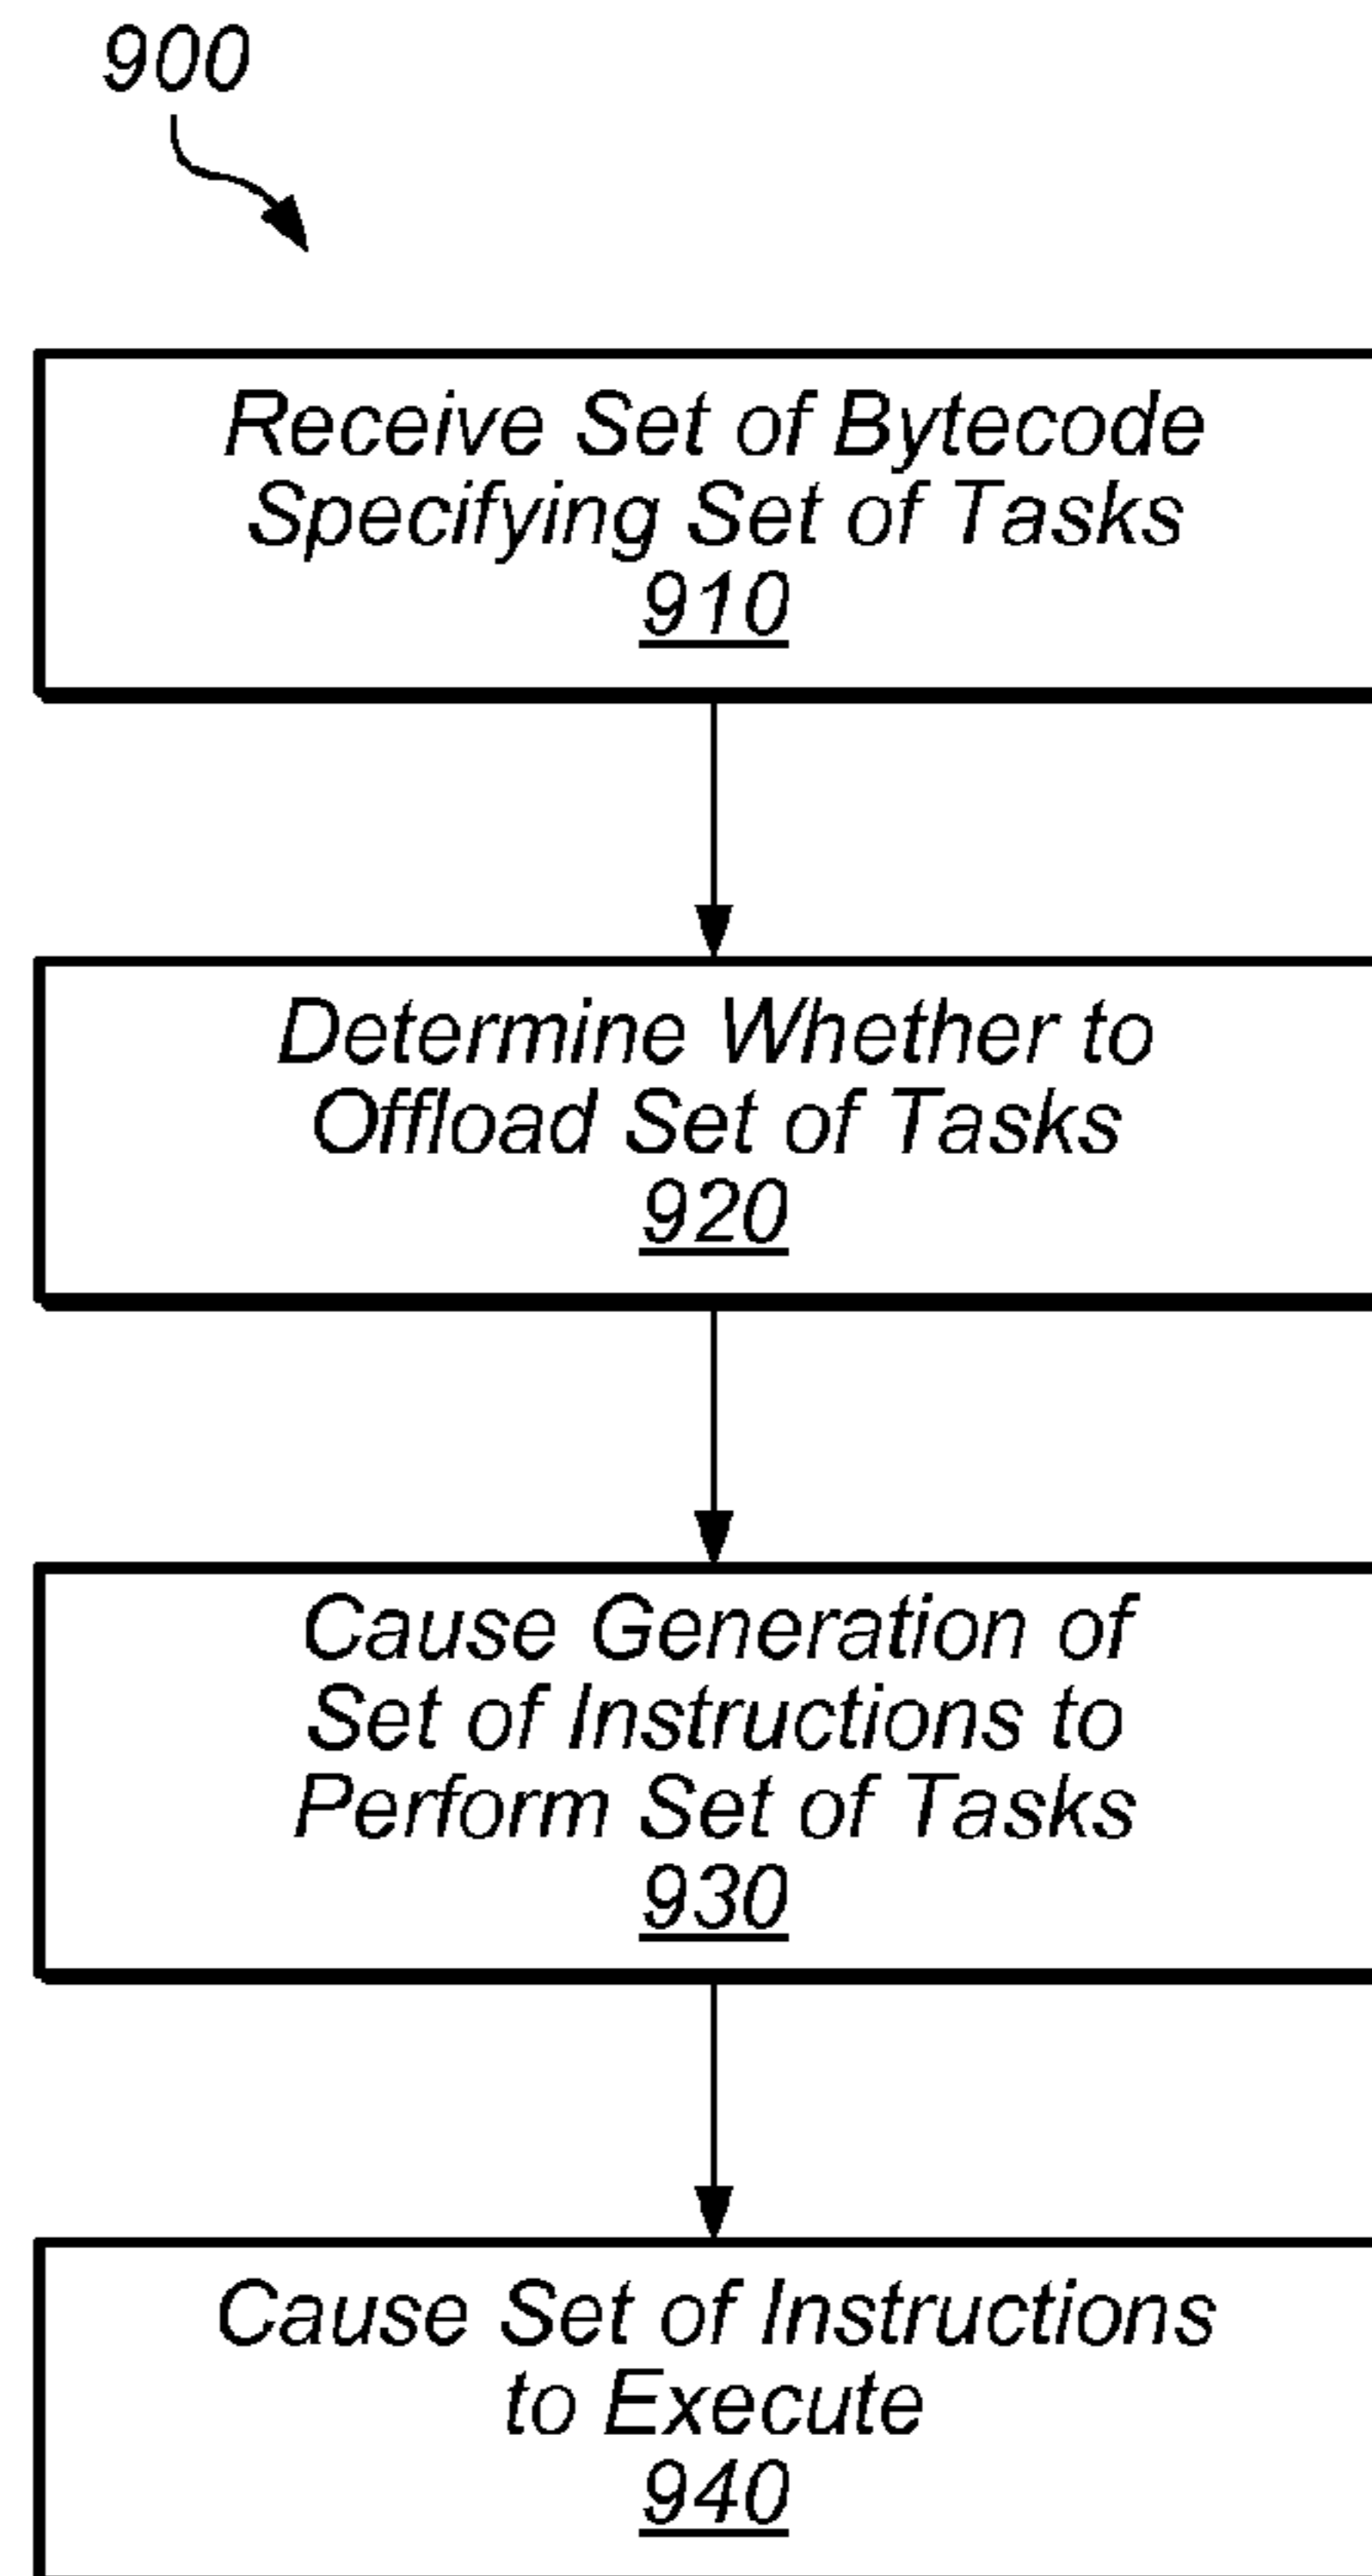 900
Receive Set of Bytecode
Specifying Set of Tasks
910
Determine Whether to
Offload Set of Tasks
920
Cause Generation of
Set of Instructions to
Perform Set of Tasks
930
Cause Set of Instructions
to Execute
940